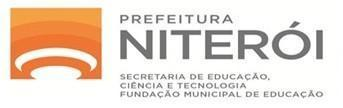 PREFEITURA
NITERÓI
SECRETARIA DE EDUCAÇÃO,
CIÊNCIA E TECNOLOGIA
FUNDAÇÃO MUNICIPAL DE EDUCAÇÃO